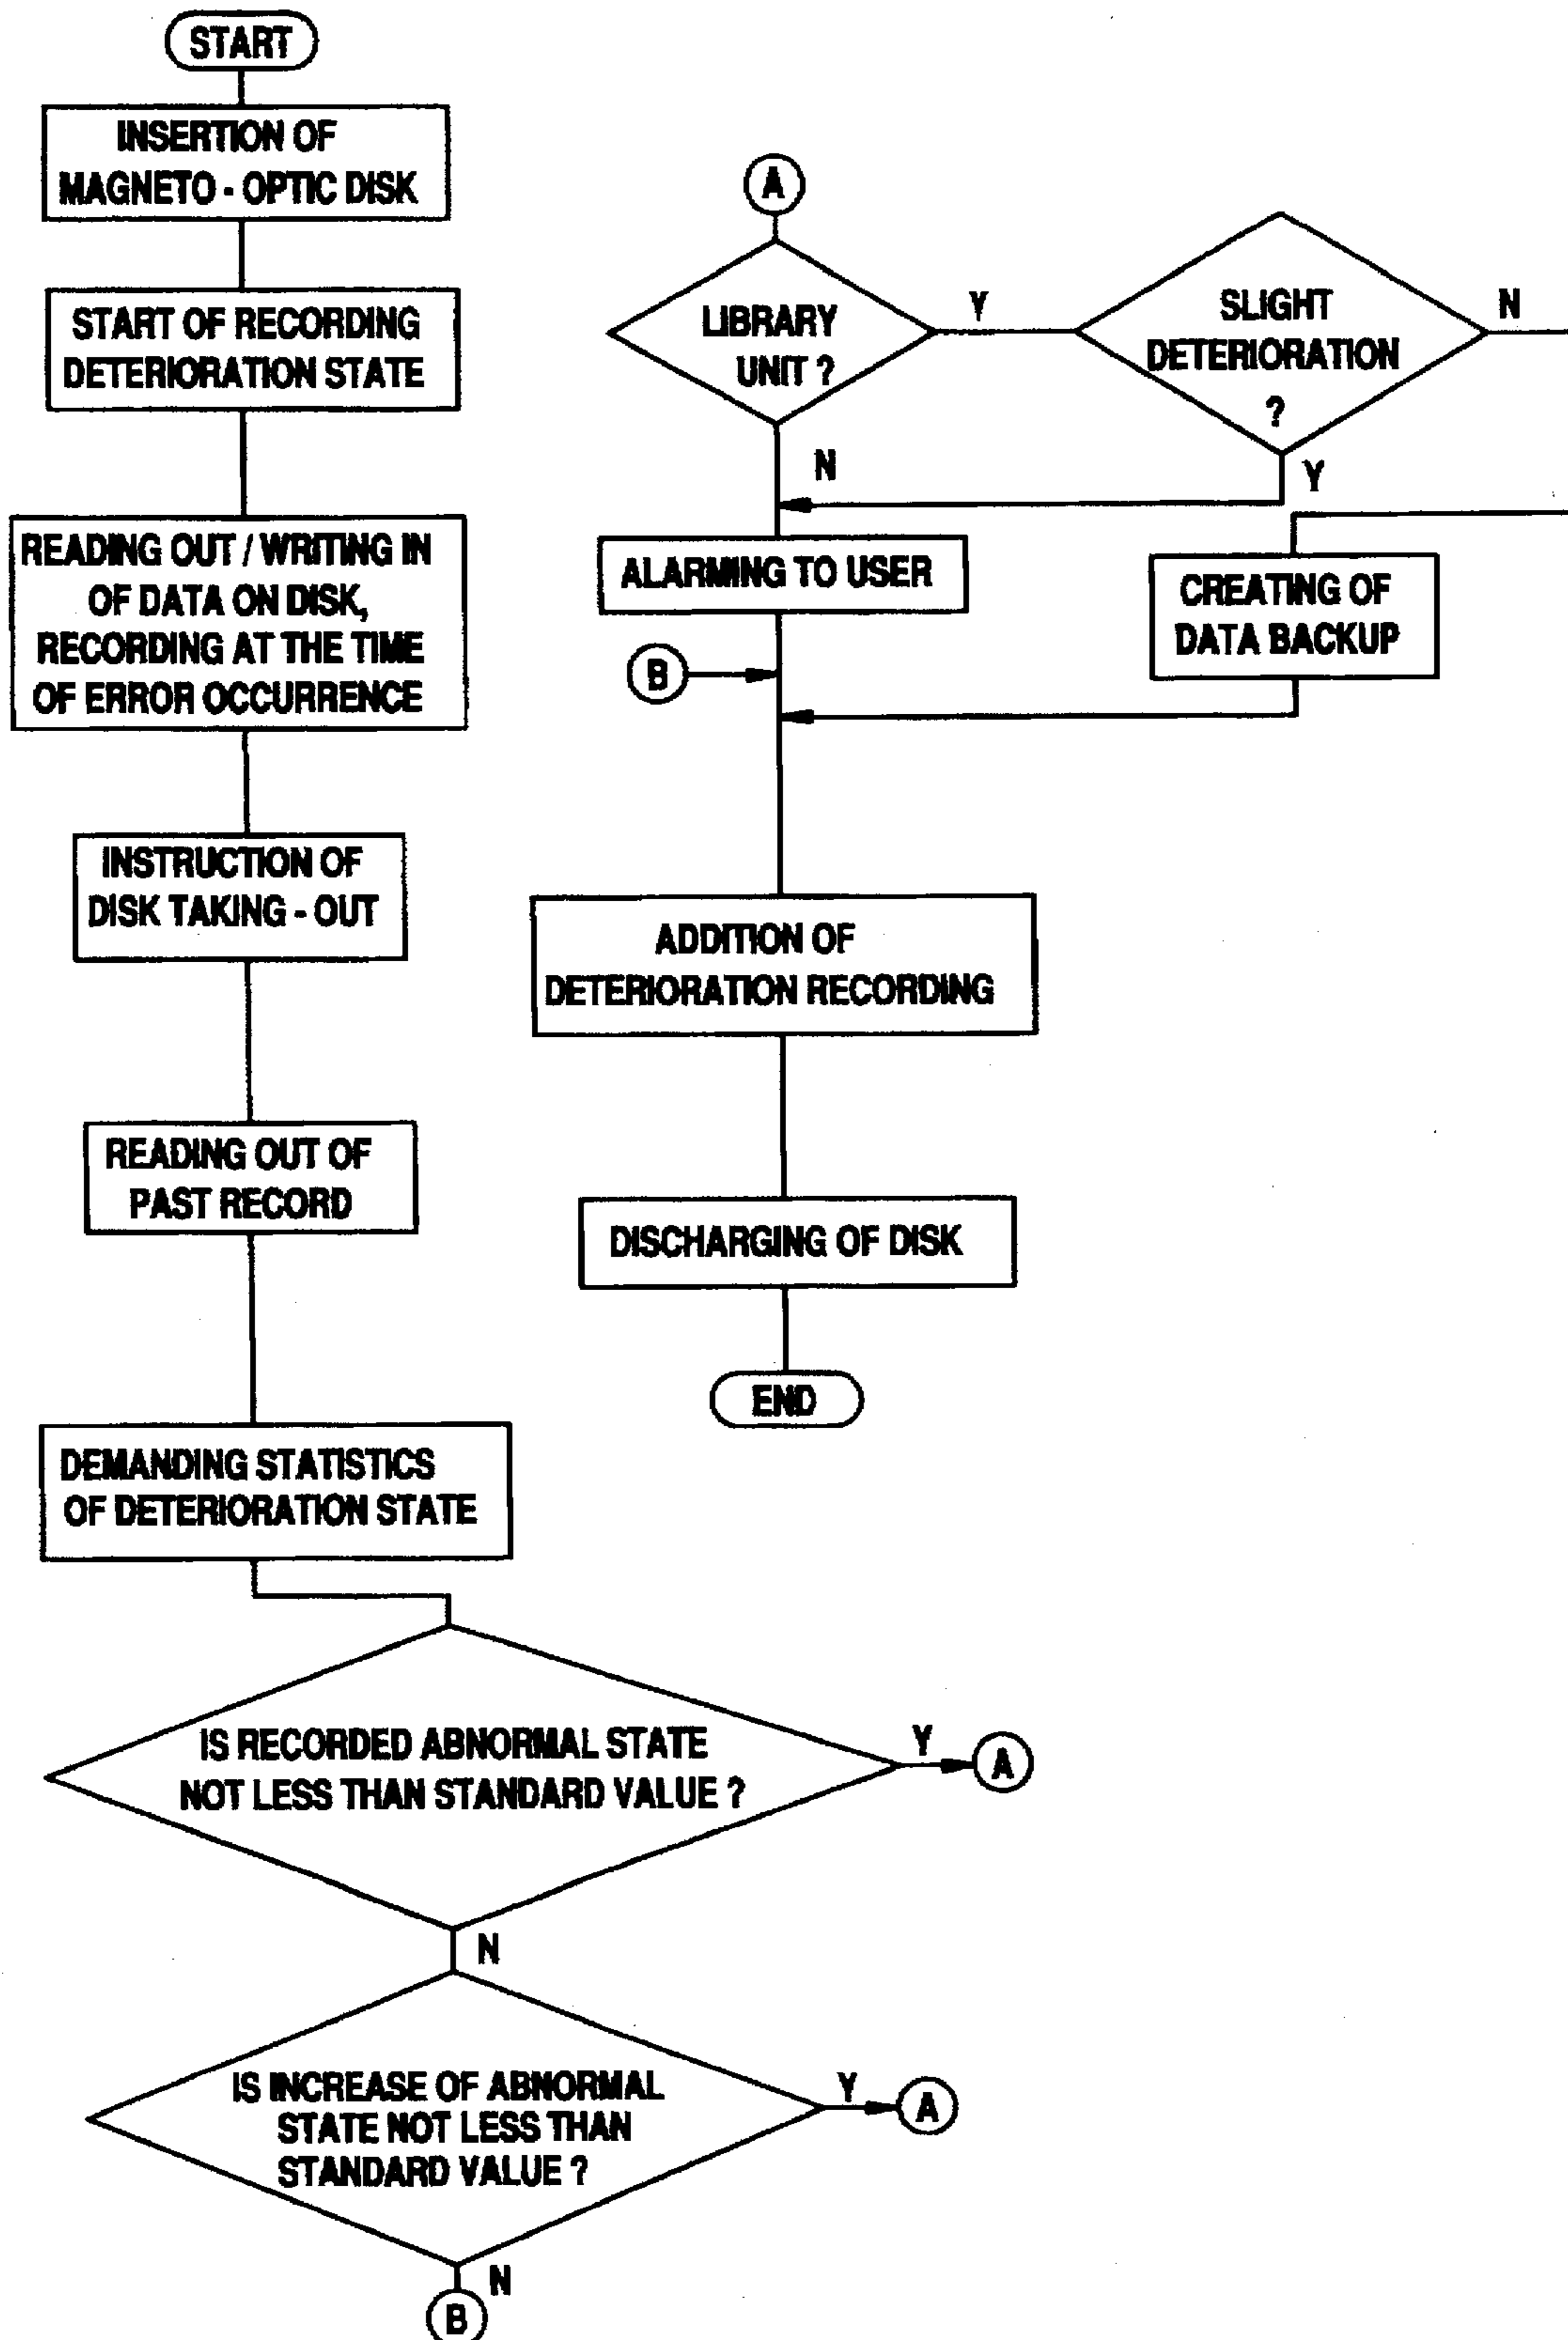 START
INSERTION OF
MAGNETO - OPTIC DISK
START OF RECORDING
DETERIORATION STATE
READING OUT / WRITING IN
OF DATA ON DISK,
RECORDING AT THE TIME
OF ERROR OCCURRENCE
INSTRUCTION OF
DISK TAKING - OUT
READING OUT OF
PAST RECORD
DEMANDING STATISTICS
OF DETERIORATION STATE
IS RECORDED ABNORMAL STATE
NOT LESS THAN STANDARD VALUE ?
Y
A
N
IS INCREASE OF ABNORMAL
STATE NOT LESS THAN
STANDARD VALUE ?
Y
A
N
B
A
LIBRARY
UNIT ?
Y
N
SLIGHT
DETERIORATION
?
N
Y
ALARMING TO USER
CREATING OF
DATA BACKUP
B
ADDITION OF
DETERIORATION RECORDING
DISCHARGING OF DISK
END